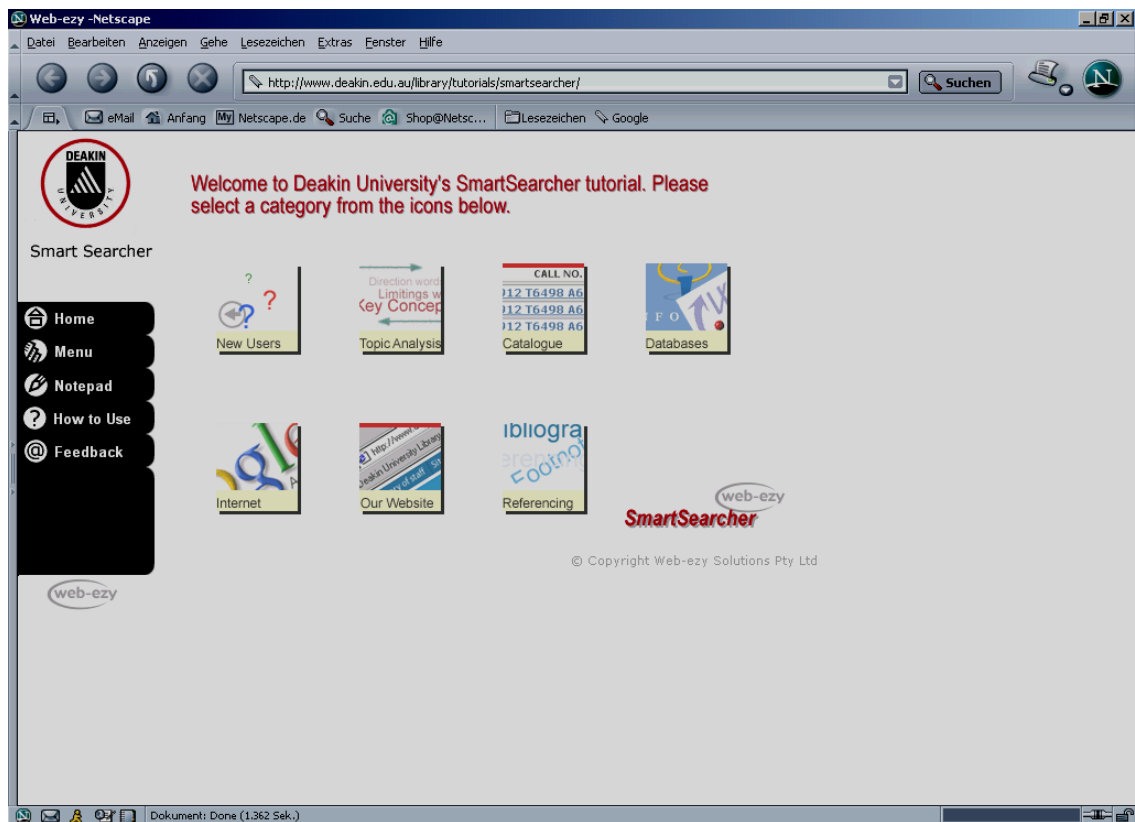 Web-ezy -Netscape
Datei Bearbeiten Anzeigen Gehe Lesezeichen Extras Fenster Hilfe
http://www.deakin.edu.au/library/tutorials/smartsearcher/
Suchen
N
eMail Anfang My Netscape.de Suche Shop@Netsc... Lesezeichen Google
DEAKIN
UNIVERSITY
Smart Searcher
Welcome to Deakin University's SmartSearcher tutorial. Please
select a category from the icons below.
Home
Menu
Notepad
How to Use
Feedback
web-ezy
New Users
Direction word
Limitings w
Key Concep
Topic Analysis
CALL NO.
912 T6498 A6
912 T6498 A6
912 T6498 A6
Catalogue
Databases
Internet
http://www.
Deakin University Library
Our Website
ibliogra
Footnot
Referencing
web-ezy
SmartSearcher
© Copyright Web-ezy Solutions Pty Ltd
Dokument: Done (1.362 Sek.)